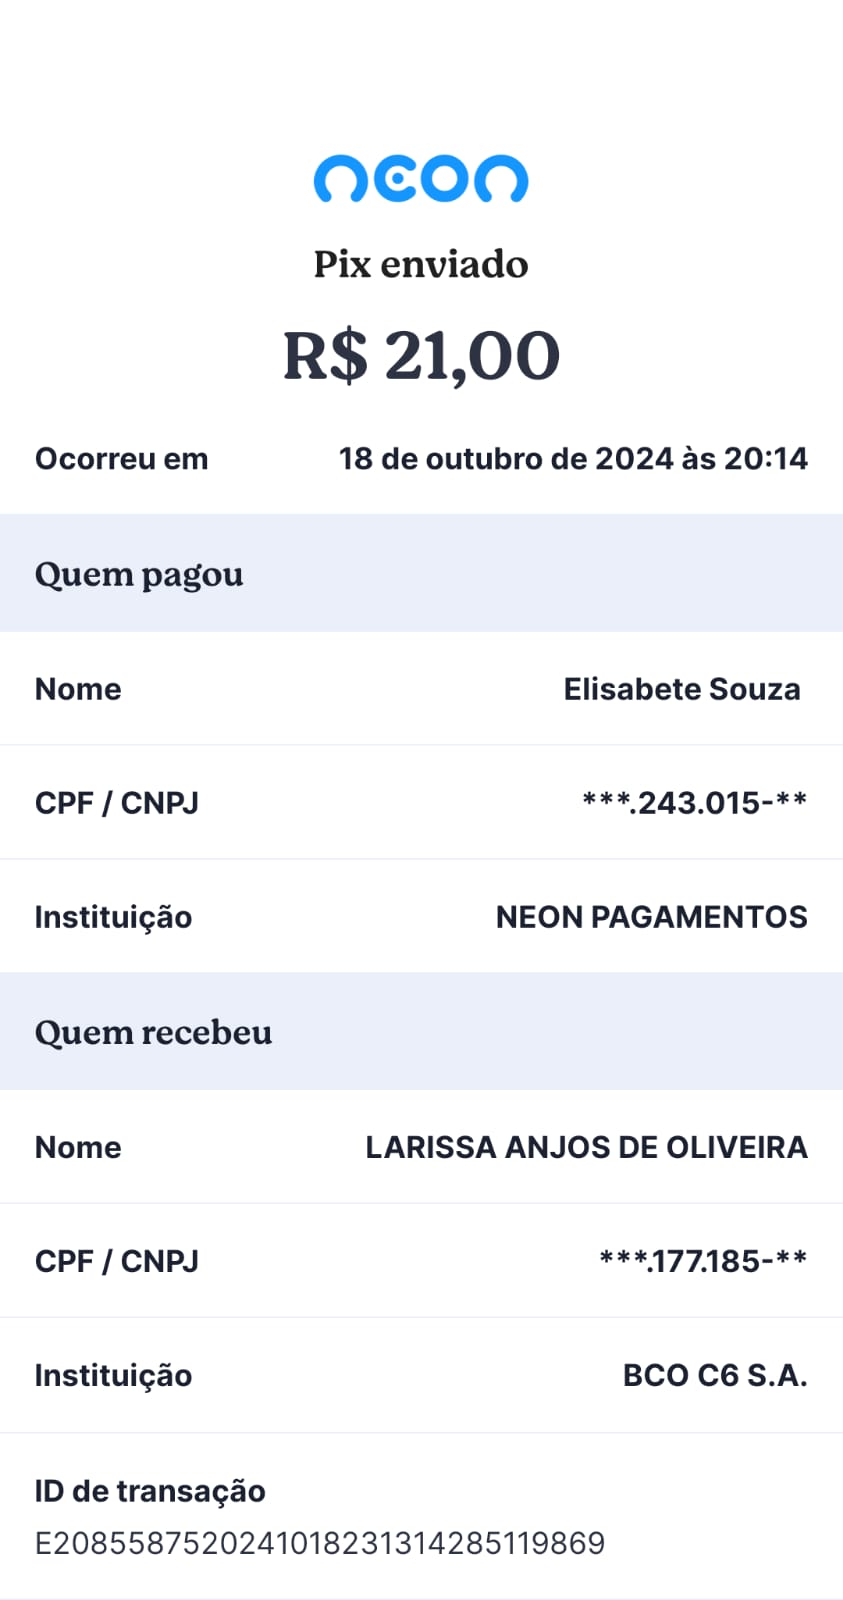 neon
Pix enviado
R$ 21,00
Ocorreu em 18 de outubro de 2024 às 20:14
Quem pagou
Nome Elisabete Souza
CPF / CNPJ ***.243.015-**
Instituição NEON PAGAMENTOS
Quem recebeu
Nome LARISSA ANJOS DE OLIVEIRA
CPF / CNPJ ***.177.185-**
Instituição BCO C6 S.A.
ID de transação
E2085587520241018231314285119869